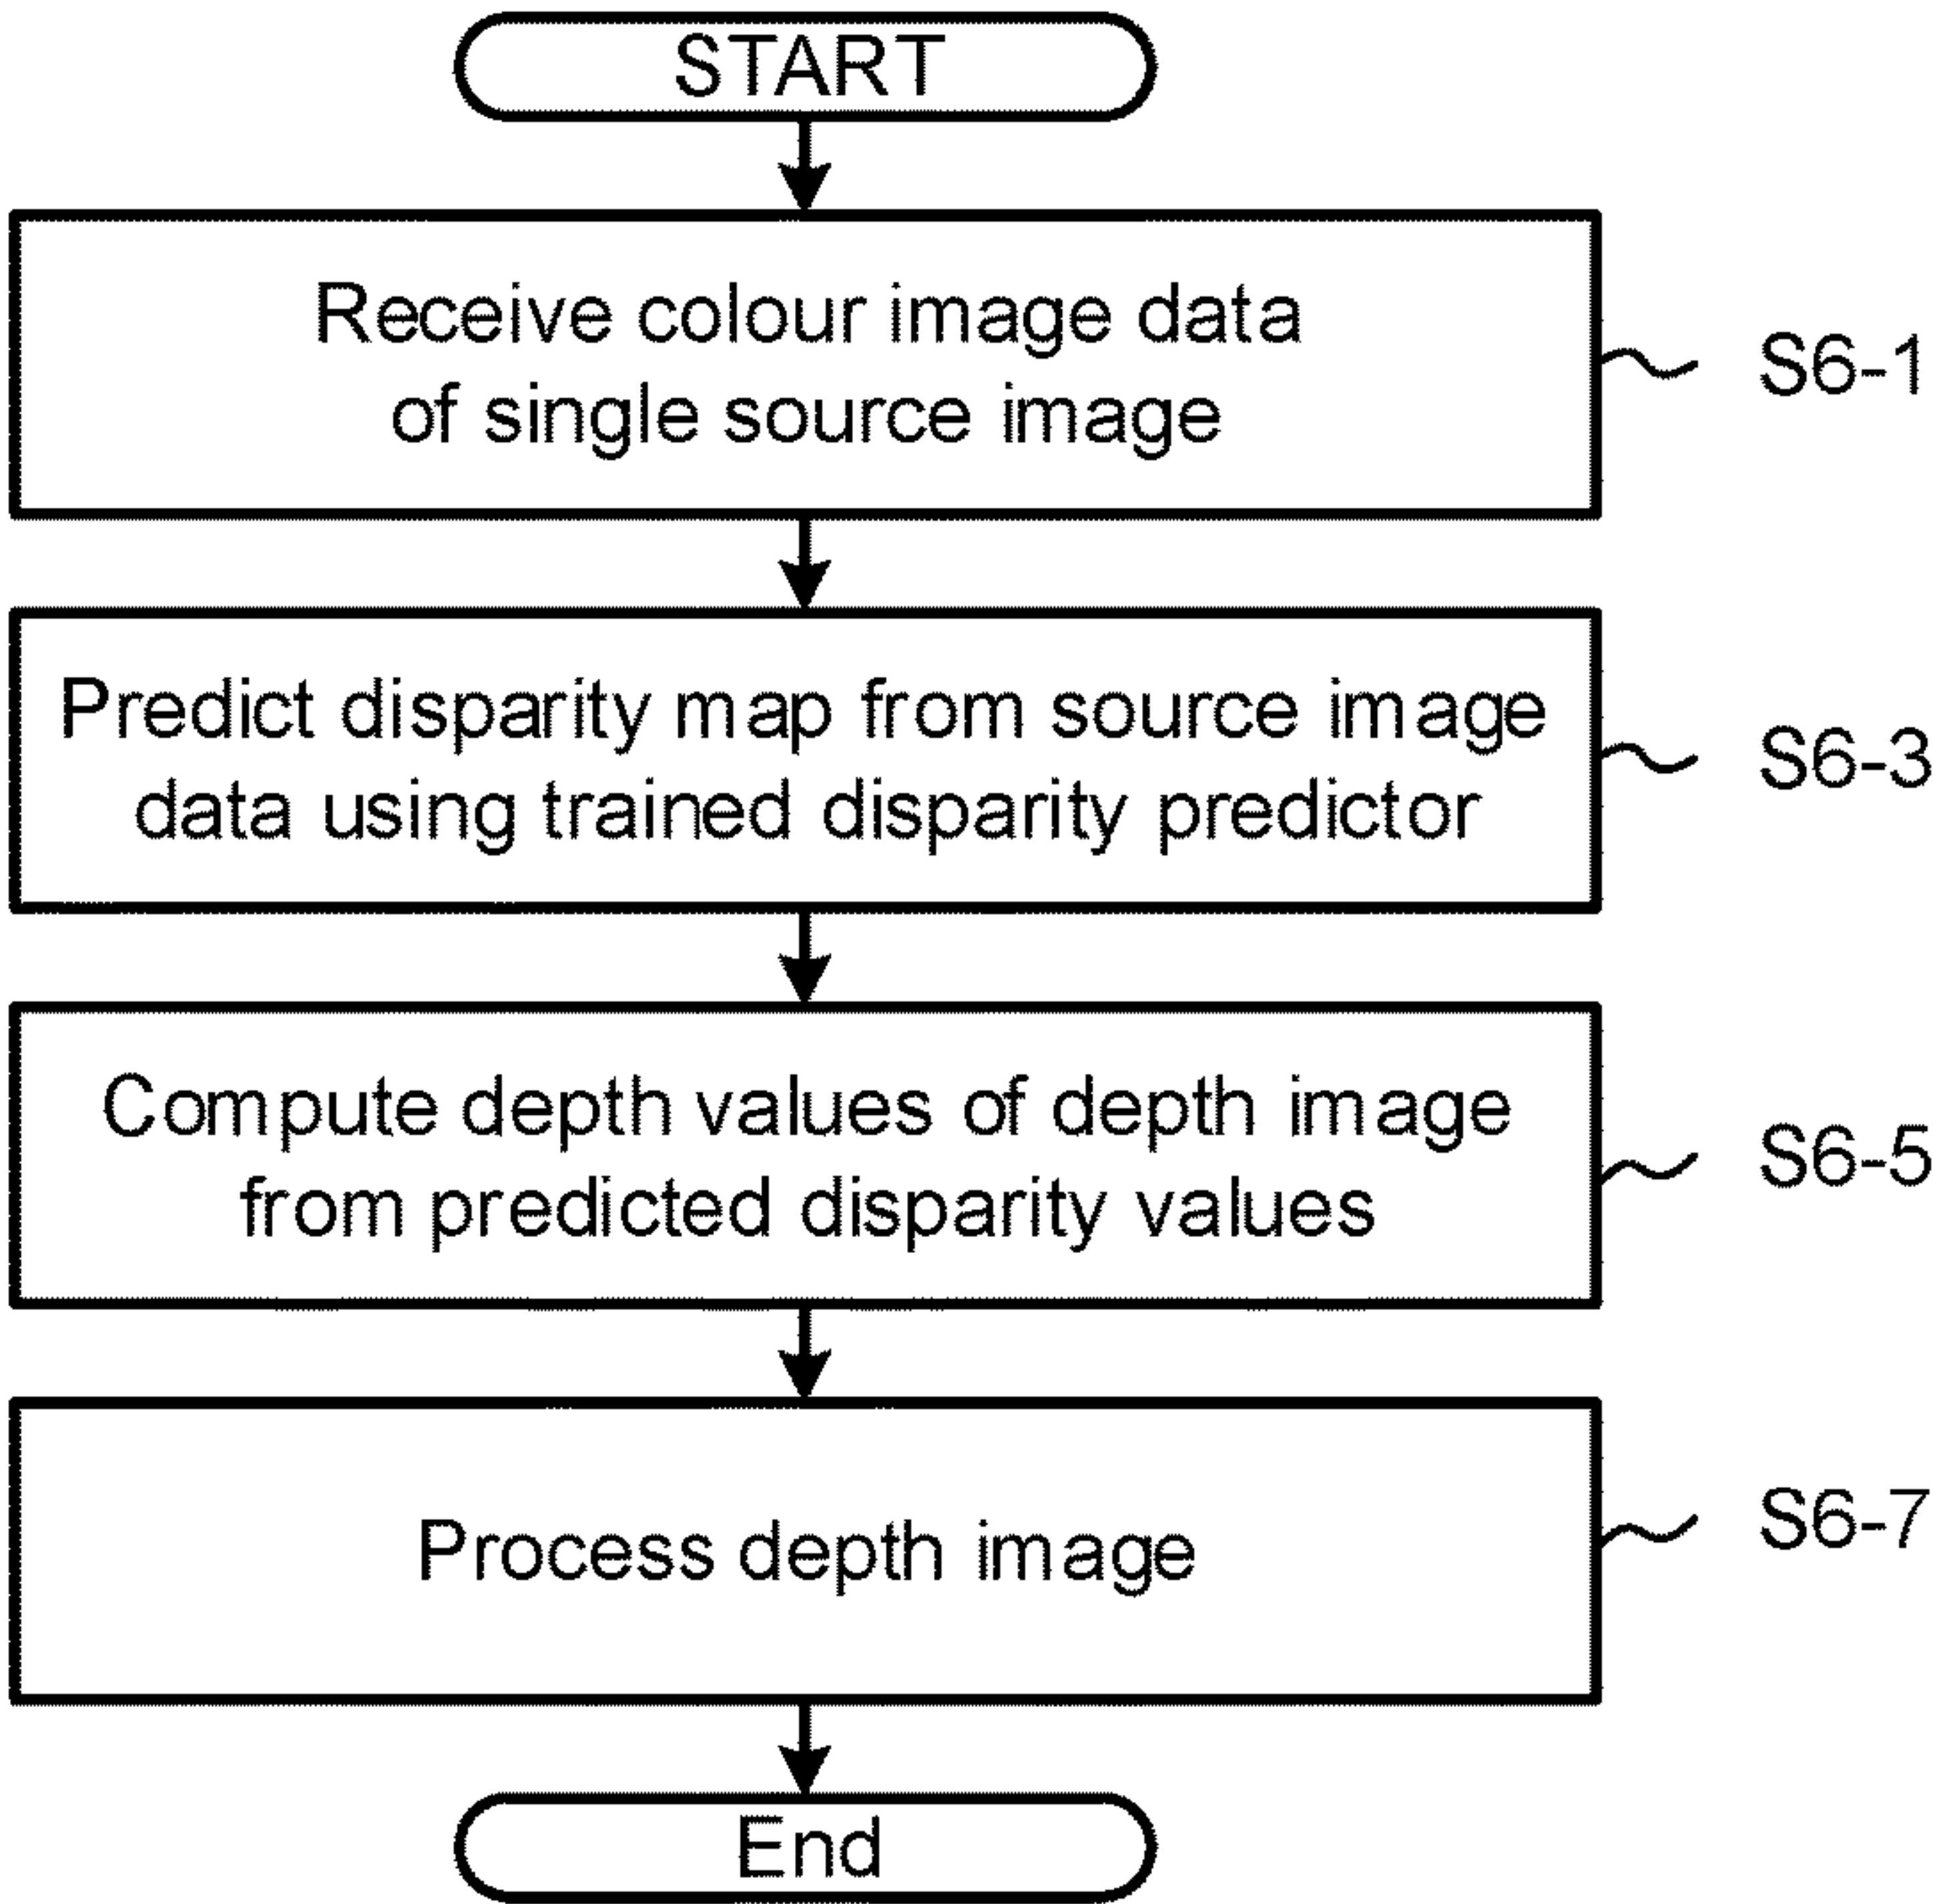 START
Receive colour image data
of single source image
S6-1
Predict disparity map from source image
data using trained disparity predictor
S6-3
Compute depth values of depth image
from predicted disparity values
S6-5
Process depth image
S6-7
End